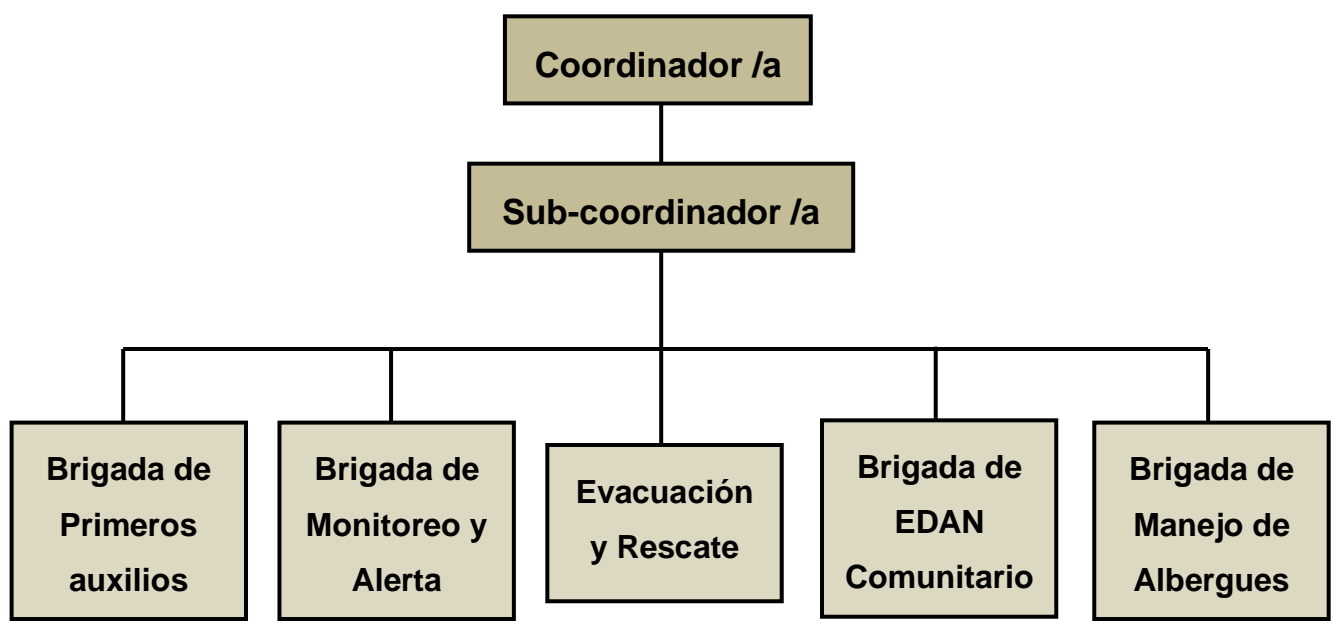 Coordinador /a
Sub-coordinador /a
Brigada de
Primeros
auxilios
Brigada de
Monitoreo y
Alerta
Evacuación
y Rescate
Brigada de
EDAN
Comunitario
Brigada de
Manejo de
Albergues